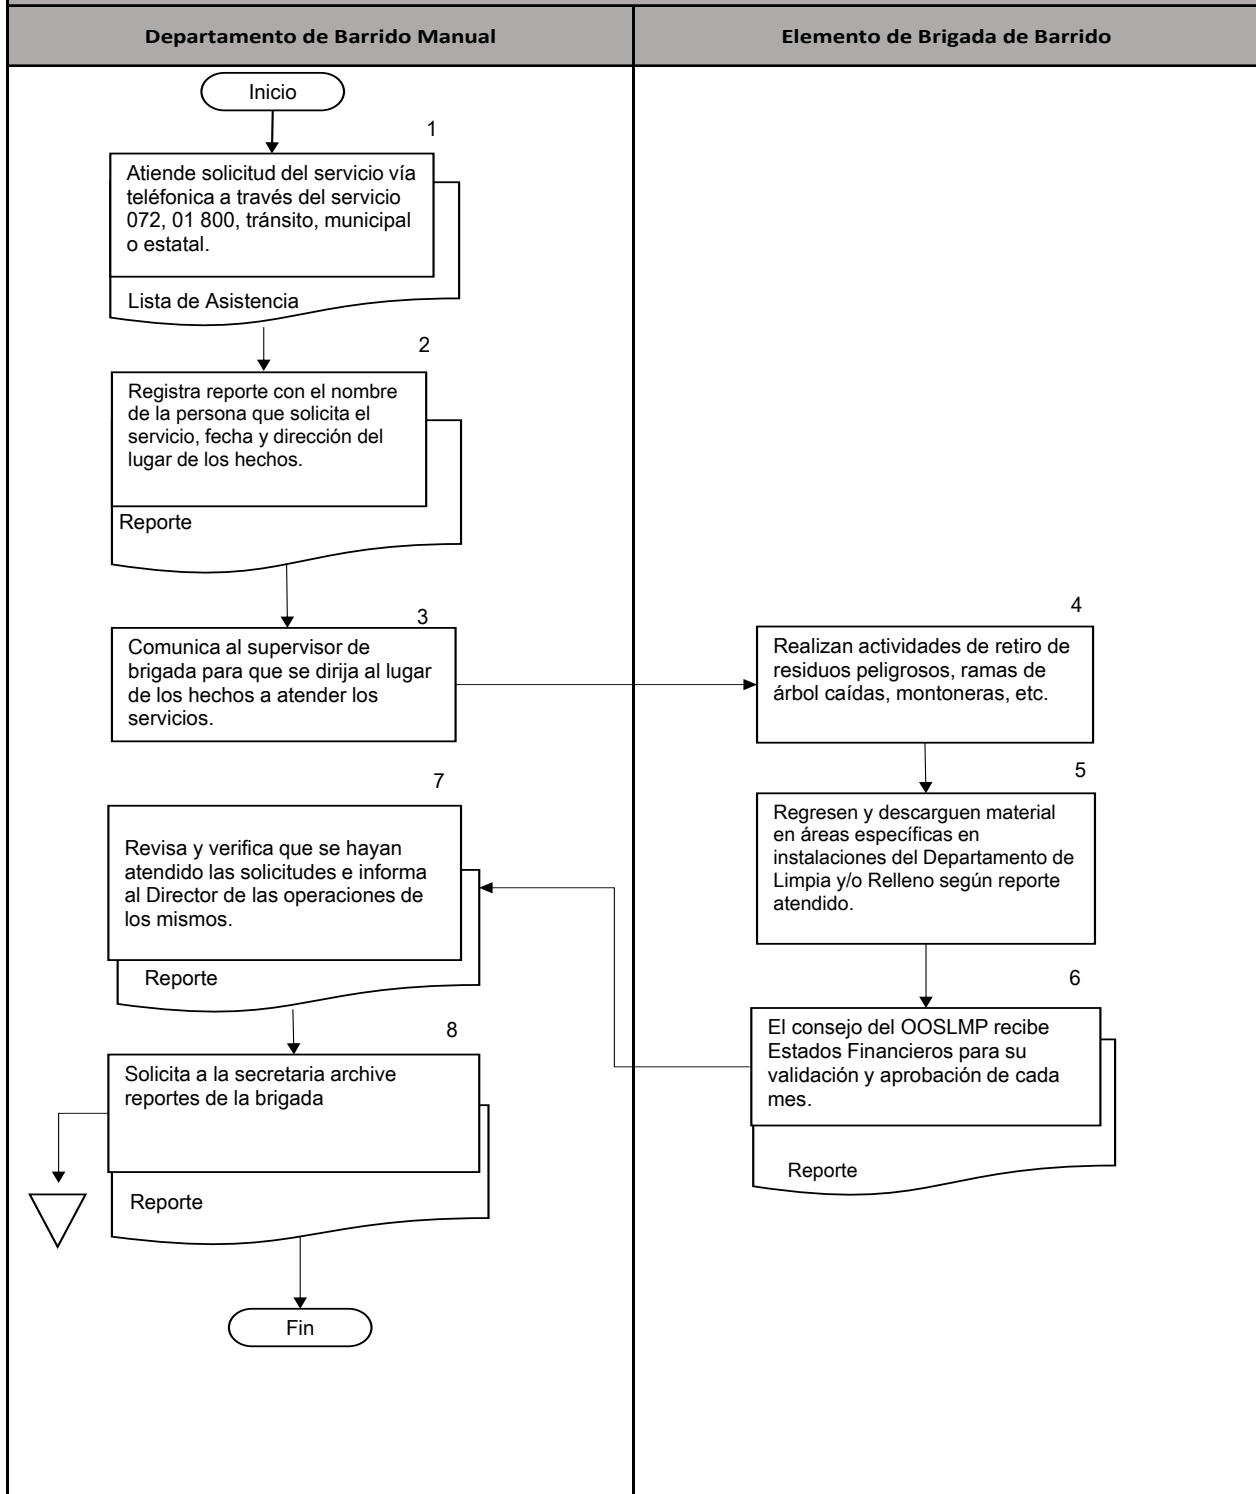 Departamento de Barrido Manual
Elemento de Brigada de Barrido
Inicio
1
Atiende solicitud del servicio vía
teléfonica a través del servicio
072, 01 800, tránsito, municipal
o estatal.
Lista de Asistencia
2
Registra reporte con el nombre
de la persona que solicita el
servicio, fecha y dirección del
lugar de los hechos.
Reporte
3
Comunica al supervisor de
brigada para que se dirija al lugar
de los hechos a atender los
servicios.
4
Realizan actividades de retiro de
residuos peligrosos, ramas de
árbol caídas, montoneras, etc.
5
Regresen y descarguen material
en áreas específicas en
instalaciones del Departamento de
Limpia y/o Relleno según reporte
atendido.
6
El consejo del OOSLMP recibe
Estados Financieros para su
validación y aprobación de cada
mes.
Reporte
7
Revisa y verifica que se hayan
atendido las solicitudes e informa
al Director de las operaciones de
los mismos.
Reporte
8
Solicita a la secretaria archive
reportes de la brigada
Reporte
Fin